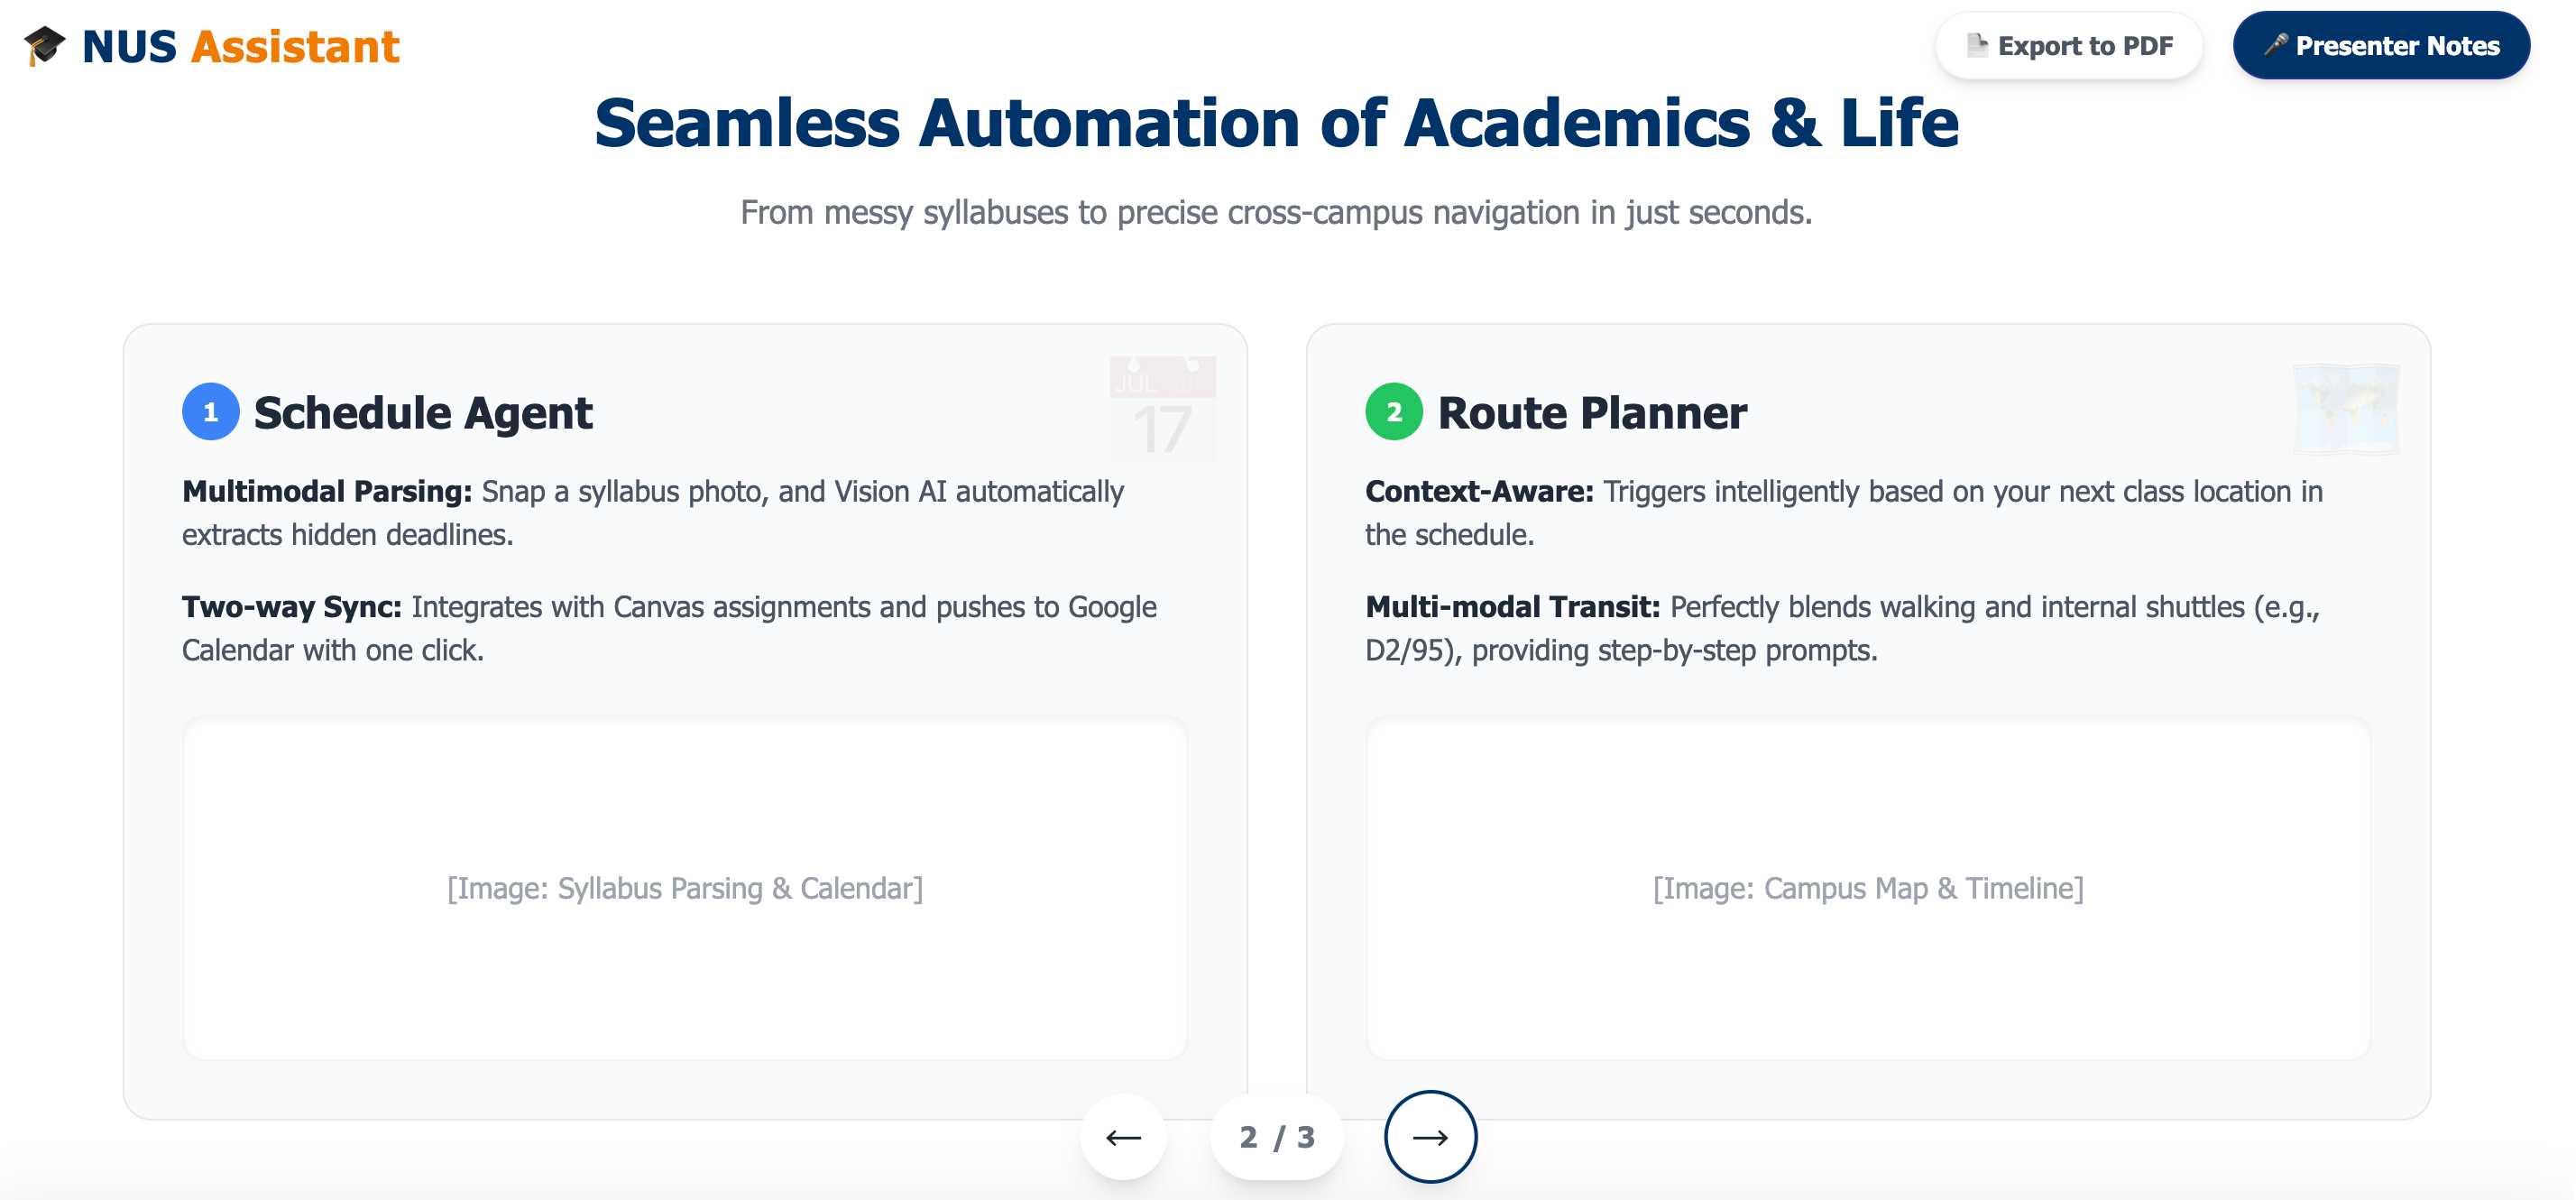 NUS Assistant
Export to PDF
Presenter Notes
Seamless Automation of Academics & Life
From messy syllabuses to precise cross-campus navigation in just seconds.
JUL
17
1 Schedule Agent
Multimodal Parsing: Snap a syllabus photo, and Vision AI automatically
extracts hidden deadlines.
Two-way Sync: Integrates with Canvas assignments and pushes to Google
Calendar with one click.
[Image: Syllabus Parsing & Calendar]
2 Route Planner
Context-Aware: Triggers intelligently based on your next class location in
the schedule.
Multi-modal Transit: Perfectly blends walking and internal shuttles (e.g.,
D2/95), providing step-by-step prompts.
[Image: Campus Map & Timeline]
← 2 / 3 →